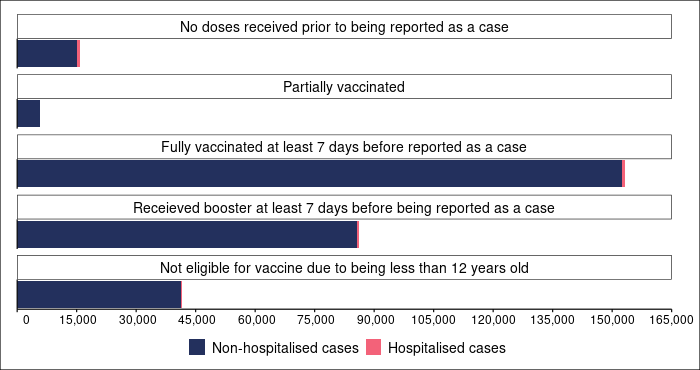 No doses received prior to being reported as a case
Partially vaccinated
Fully vaccinated at least 7 days before reported as a case
Receieved booster at least 7 days before being reported as a case
Not eligible for vaccine due to being less than 12 years old
0 15,000 30,000 45,000 60,000 75,000 90,000 105,000 120,000 135,000 150,000 165,000
Non-hospitalised cases Hospitalised cases